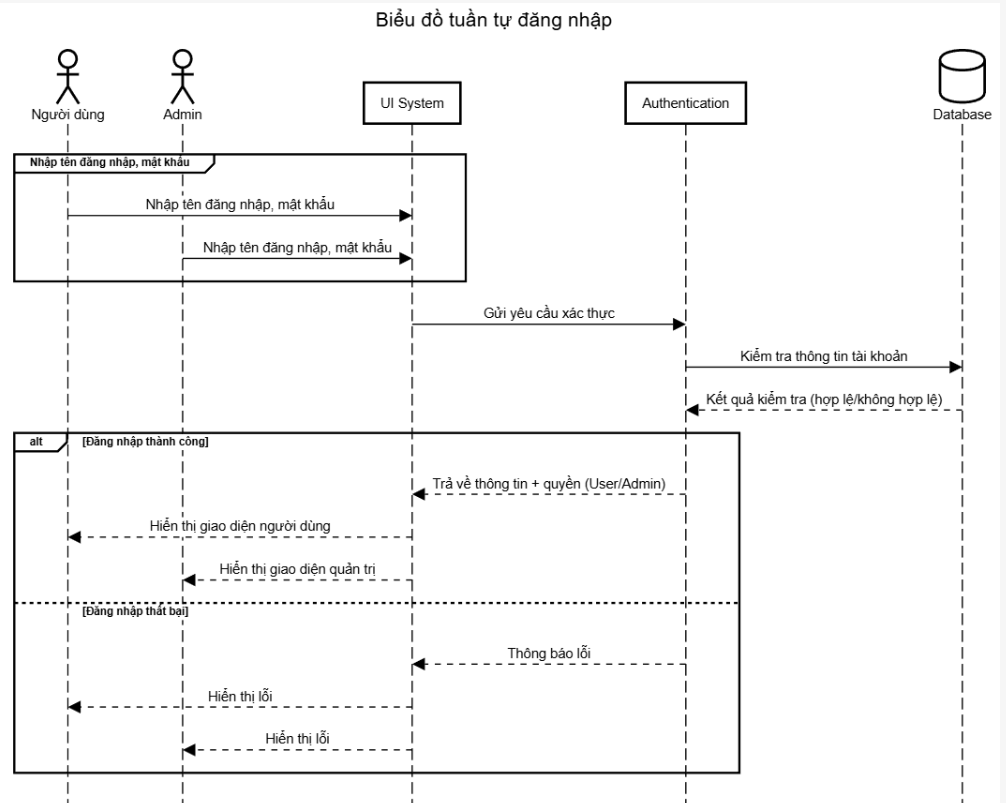 Biểu đồ tuần tự đăng nhập
Người dùng
Admin
UI System
Authentication
Database
Nhập tên đăng nhập, mật khẩu
Nhập tên đăng nhập, mật khẩu
Nhập tên đăng nhập, mật khẩu
Gửi yêu cầu xác thực
Kiểm tra thông tin tài khoản
Kết quả kiểm tra (hợp lệ/không hợp lệ)
alt
[Đăng nhập thành công]
Trả về thông tin + quyền (User/Admin)
Hiển thị giao diện người dùng
Hiển thị giao diện quản trị
[Đăng nhập thất bại]
Thông báo lỗi
Hiển thị lỗi
Hiển thị lỗi